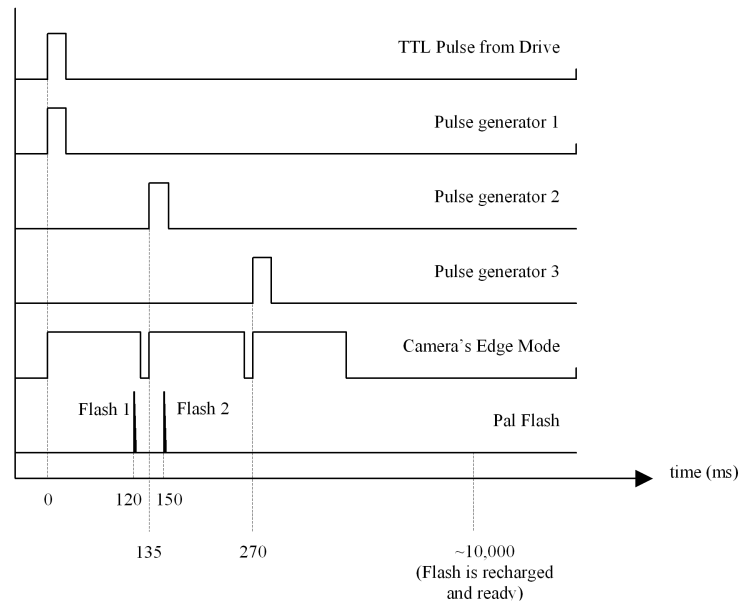 TTL Pulse from Drive
Pulse generator 1
Pulse generator 2
Pulse generator 3
Camera's Edge Mode
Flash 1
Flash 2
Pal Flash
time (ms)
0
120
150
135
270
~10,000
(Flash is recharged
and ready)